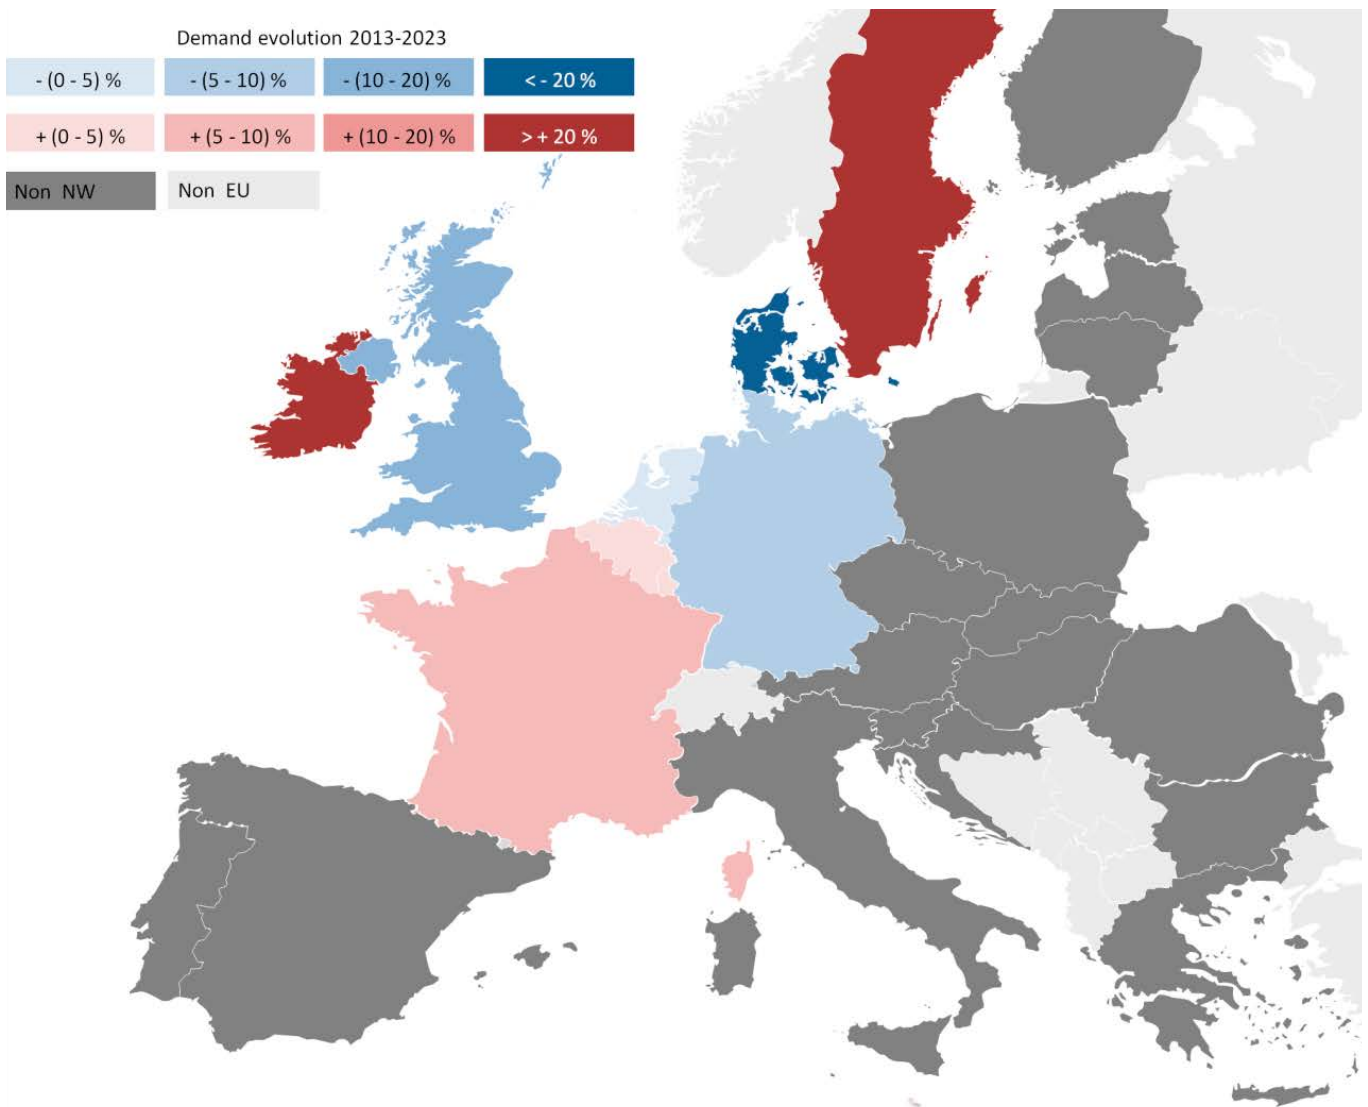 Demand evolution 2013-2023
- (0 - 5) % - (5 - 10) % - (10 - 20) % < - 20 %
+ (0 - 5) % + (5 - 10) % + (10 - 20) % > + 20 %
Non NW Non EU